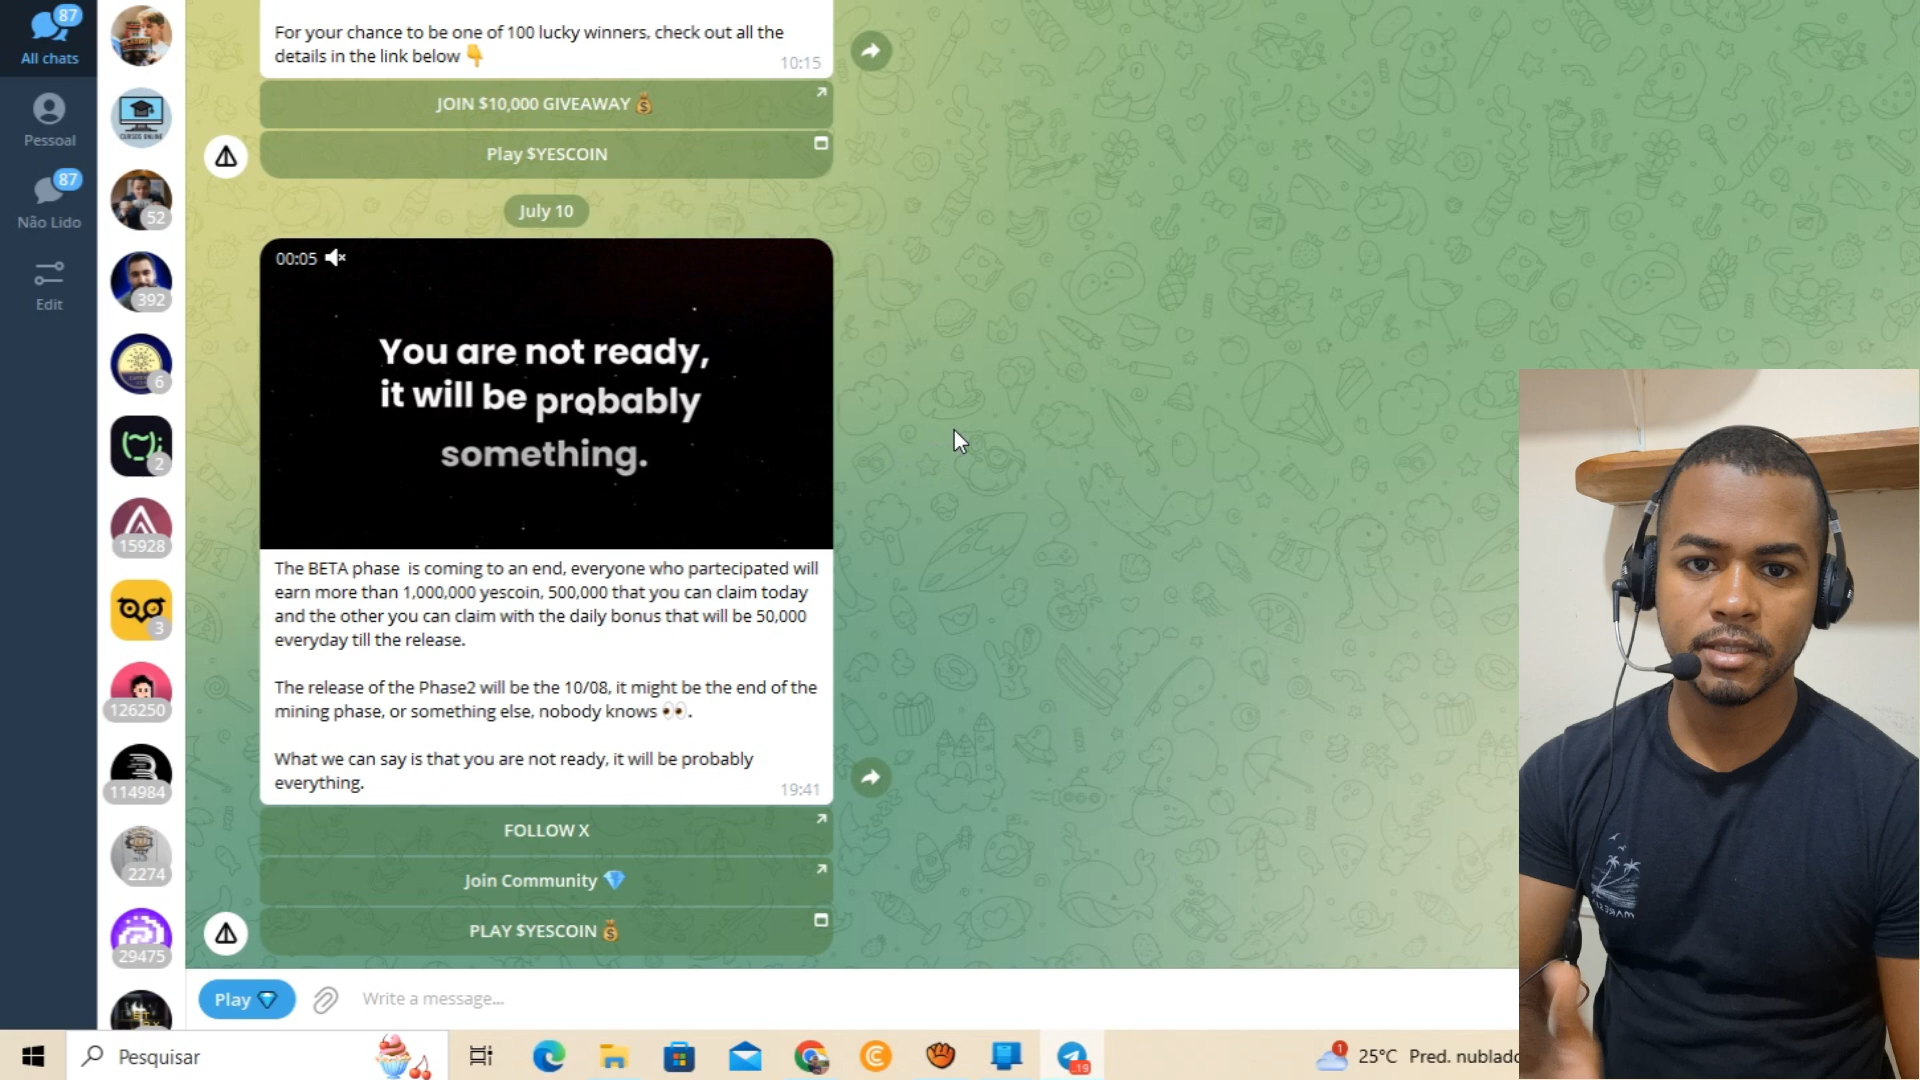 87
All chats
Pessoal
87
Não Lido
Edit
CURSOS ONLINE
52
392
6
2
15928
3
126250
114984
2274
29475
For your chance to be one of 100 lucky winners, check out all the
details in the link below
10:15
JOIN $10,000 GIVEAWAY
Play $YESCOIN
July 10
00:05
You are not ready,
it will be probably
something.
The BETA phase is coming to an end, everyone who partecipated will
earn more than 1,000,000 yescoin, 500,000 that you can claim today
and the other you can claim with the daily bonus that will be 50,000
everyday till the release.
The release of the Phase2 will be the 10/08, it might be the end of the
mining phase, or something else, nobody knows 👀.
What we can say is that you are not ready, it will be probably
everything.
19:41
FOLLOW X
Join Community
PLAY $YESCOIN
Play
Write a message...
Pesquisar
19
1
25°C Pred. nublado